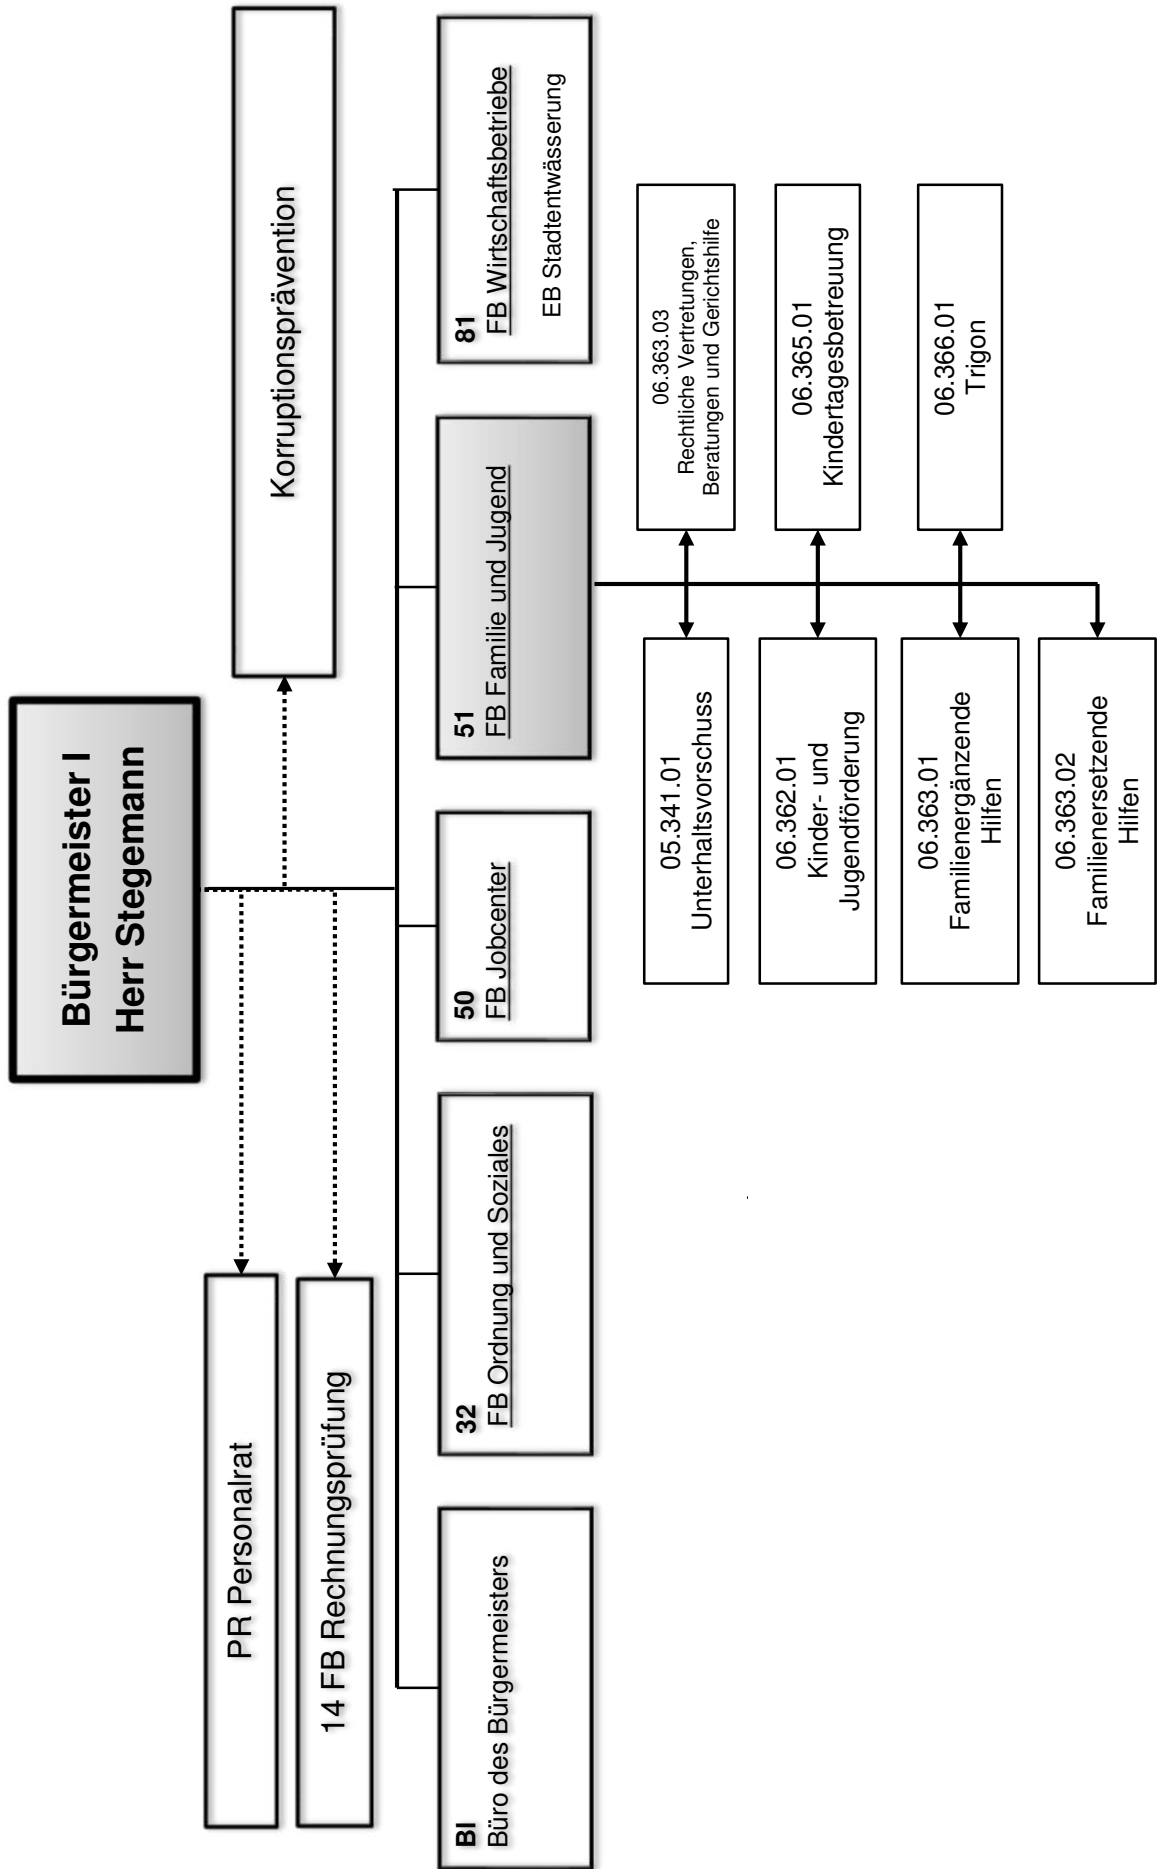 Bürgermeister I
Herr Stegemann
PR Personalrat
14 FB Rechnungsprüfung
Korruptionsprävention
BI
Büro des Bürgermeisters
32
FB Ordnung und Soziales
50
FB Jobcenter
51
FB Familie und Jugend
81
FB Wirtschaftsbetriebe
EB Stadtentwässerung
05.341.01
Unterhaltsvorschuss
06.363.03
Rechtliche Vertretungen,
Beratungen und Gerichtshilfe
06.362.01
Kinder- und
Jugendförderung
06.365.01
Kindertagesbetreuung
06.363.01
Familienergänzende
Hilfen
06.366.01
Trigon
06.363.02
Familienersetzende
Hilfen